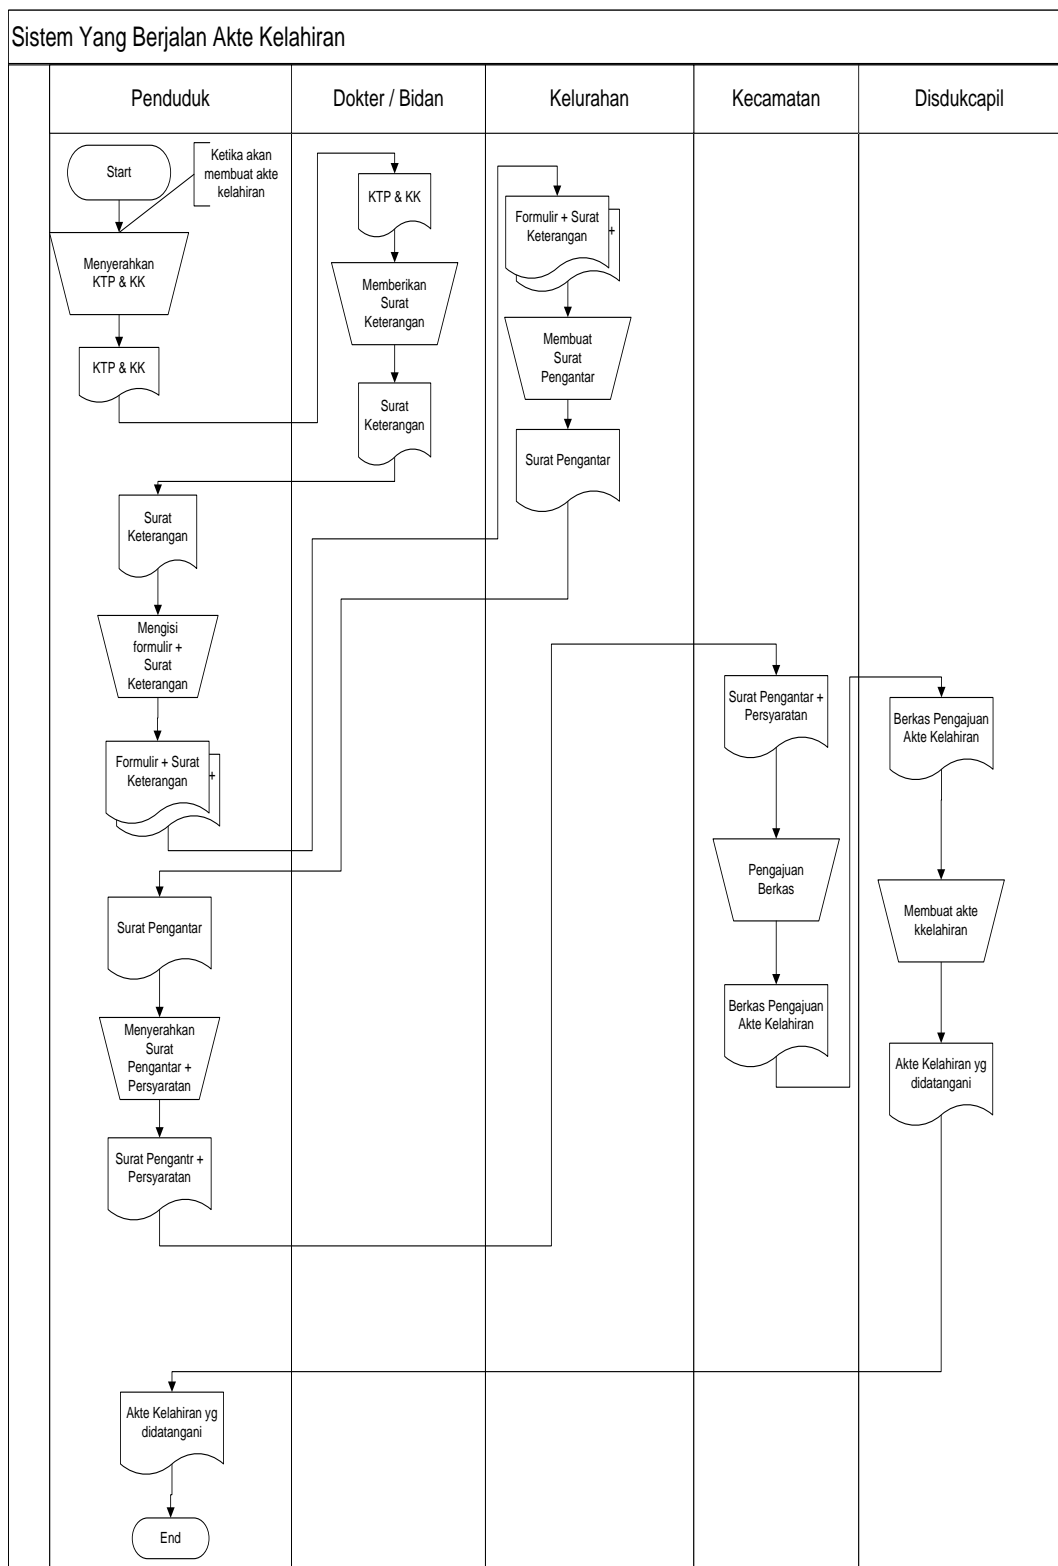 Sistem Yang Berjalan Akte Kelahiran
Penduduk
Dokter / Bidan
Kelurahan
Kecamatan
Disdukcapil
Start
Ketika akan
membuat akte
kelahiran
Menyerahkan
KTP & KK
KTP & KK
KTP & KK
Memberikan
Surat
Keterangan
Surat
Keterangan
Surat
Keterangan
Mengisi
formulir +
Surat
Keterangan
Formulir + Surat
Keterangan
+
Formulir + Surat
Keterangan
+
Membuat
Surat
Pengantar
Surat Pengantar
Surat Pengantar
Menyerahkan
Surat
Pengantar +
Persyaratan
Surat Pengantr +
Persyaratan
Surat Pengantar +
Persyaratan
Pengajuan
Berkas
Berkas Pengajuan
Akte Kelahiran
Berkas Pengajuan
Akte Kelahiran
Membuat akte
kkelahiran
Akte Kelahiran yg
didatangani
Akte Kelahiran yg
didatangani
End